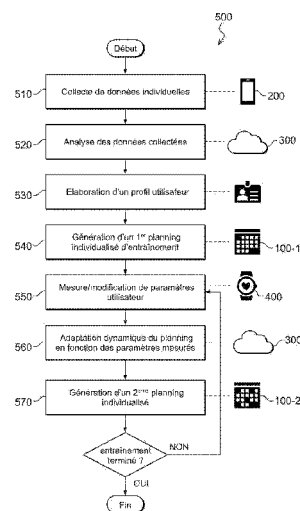 500
Début
510
Collecte de données individuelles
200
520
Analyse des données collectées
300
530
Elaboration d'un profil utilisateur
540
Génération d'un 1er planning
individualisé d'entraînement
100-1
550
Mesure/modification de paramètres
utilisateur
400
560
Adaptation dynamique du planning
en fonction des paramètres mesurés
300
570
Génération d'un 2ème planning
individualisé
100-2
entraînement
terminé ?
NON
OUI
Fin